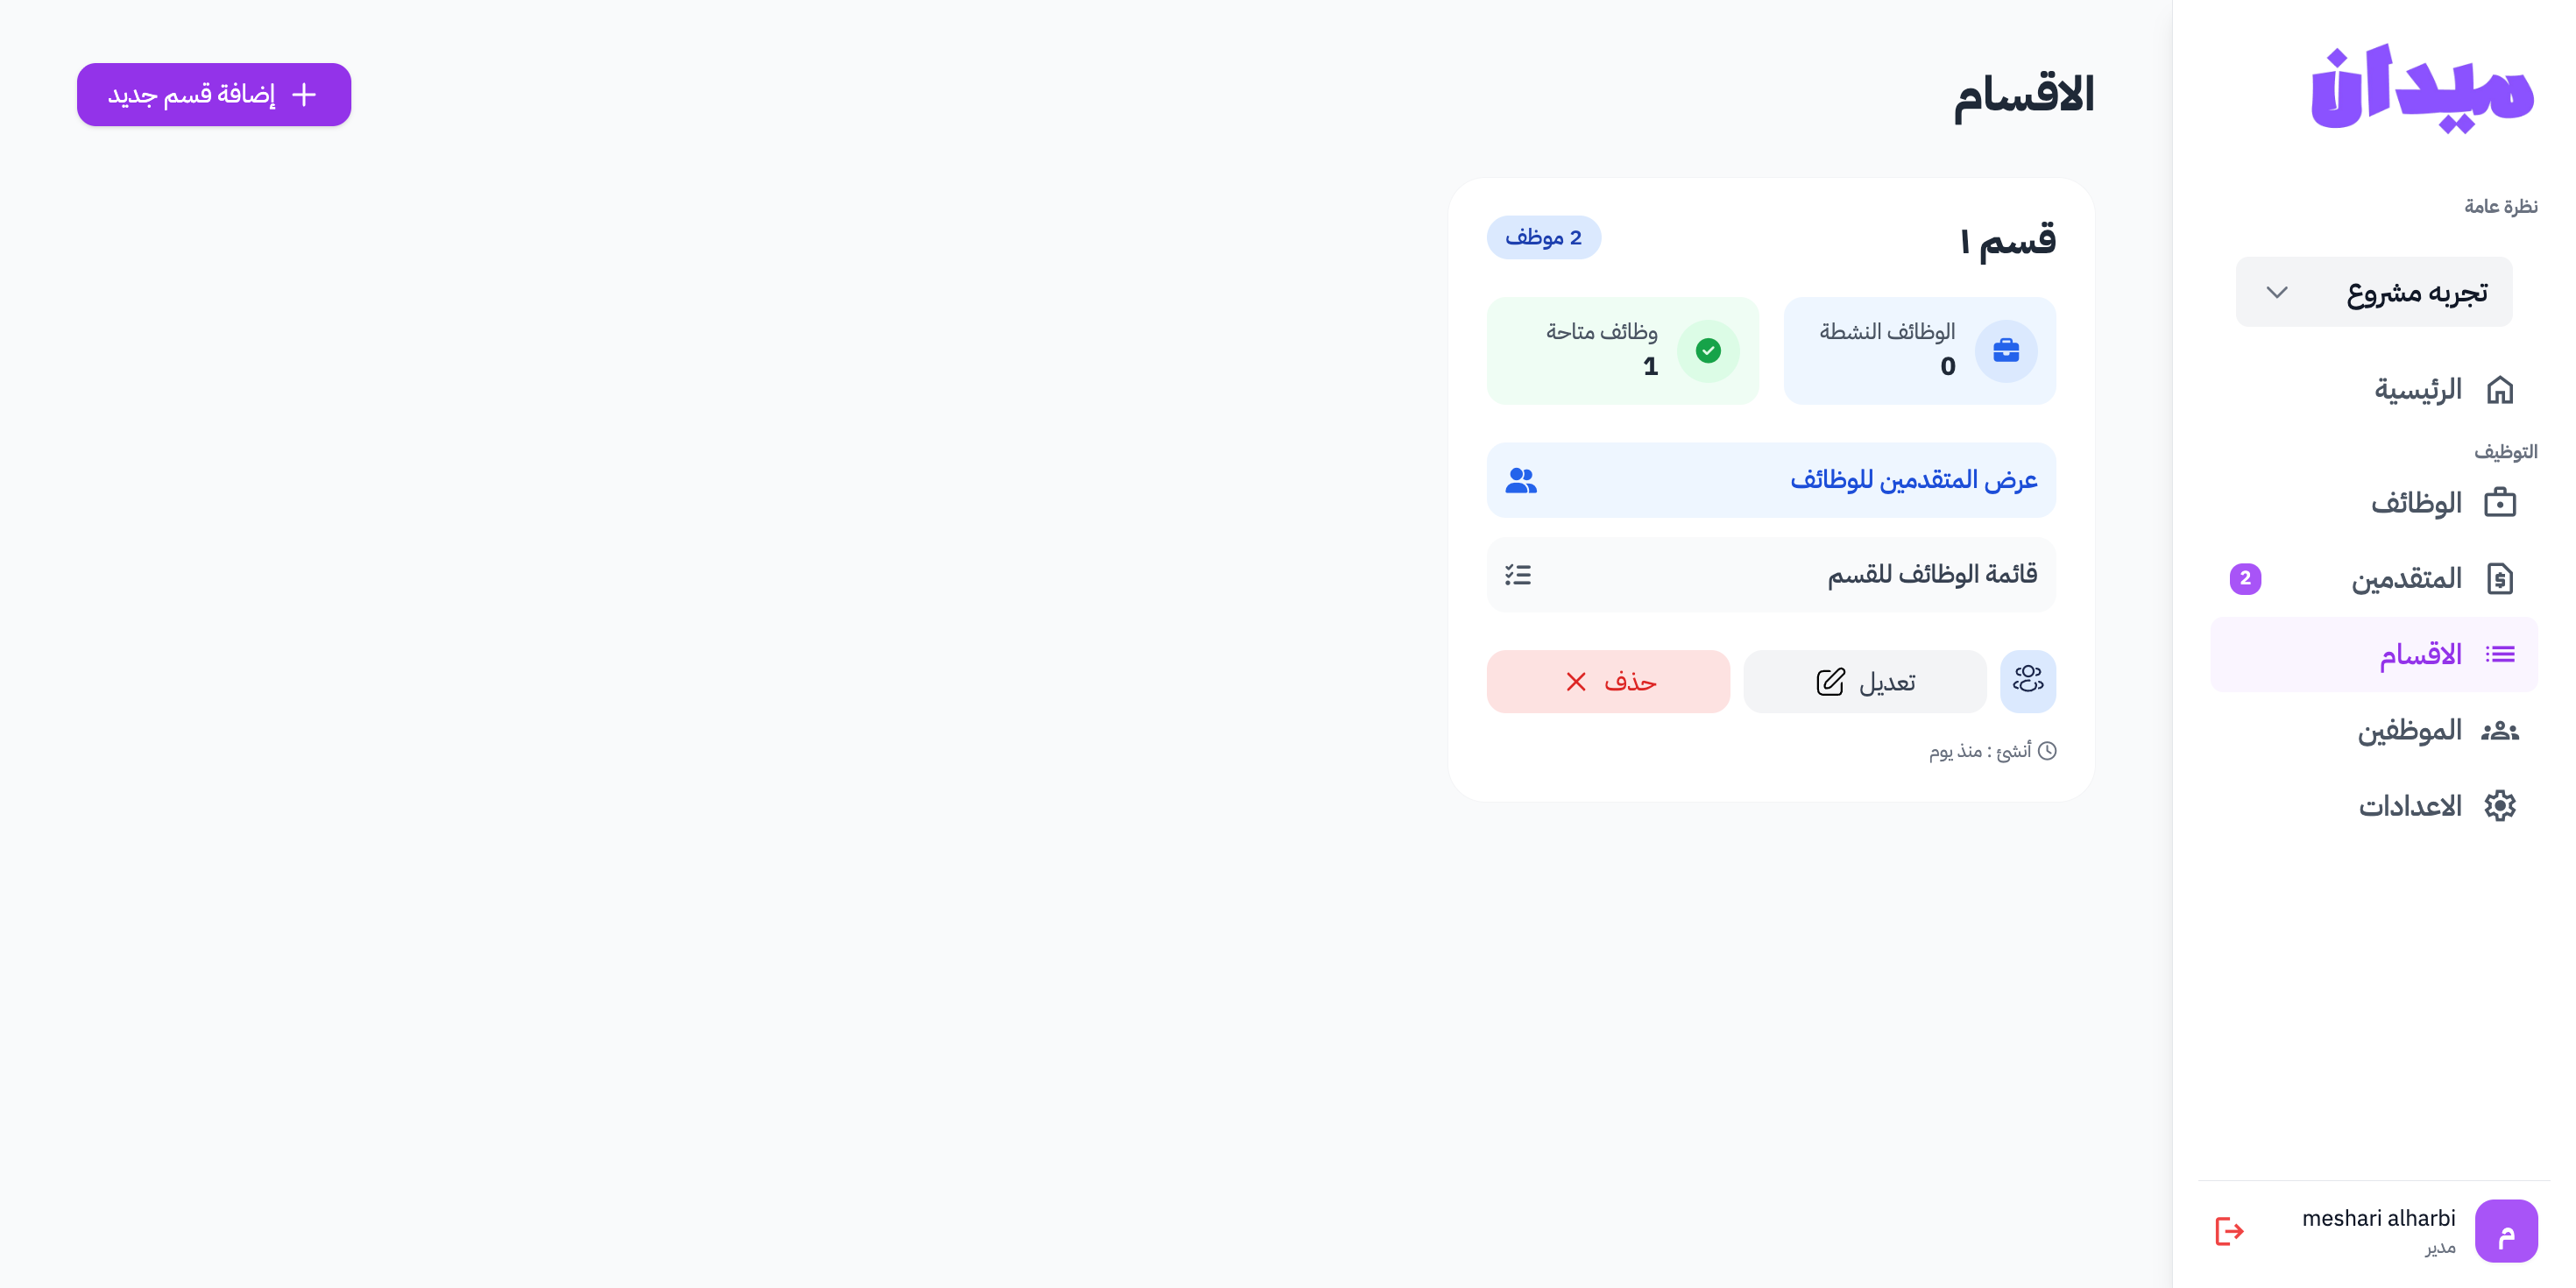 ميدان
نظرة عامة
تجربه مشروع
الرئيسية
التوظيف
الوظائف
المتقدمين
2
الاقسام
الموظفين
الاعدادات
م
meshari alharbi
مدير
الاقسام
إضافة قسم جديد
قسم ١
2 موظف
الوظائف النشطة
0
وظائف متاحة
1
عرض المتقدمين للوظائف
قائمة الوظائف للقسم
تعديل
حذف
أنشئ : منذ يوم